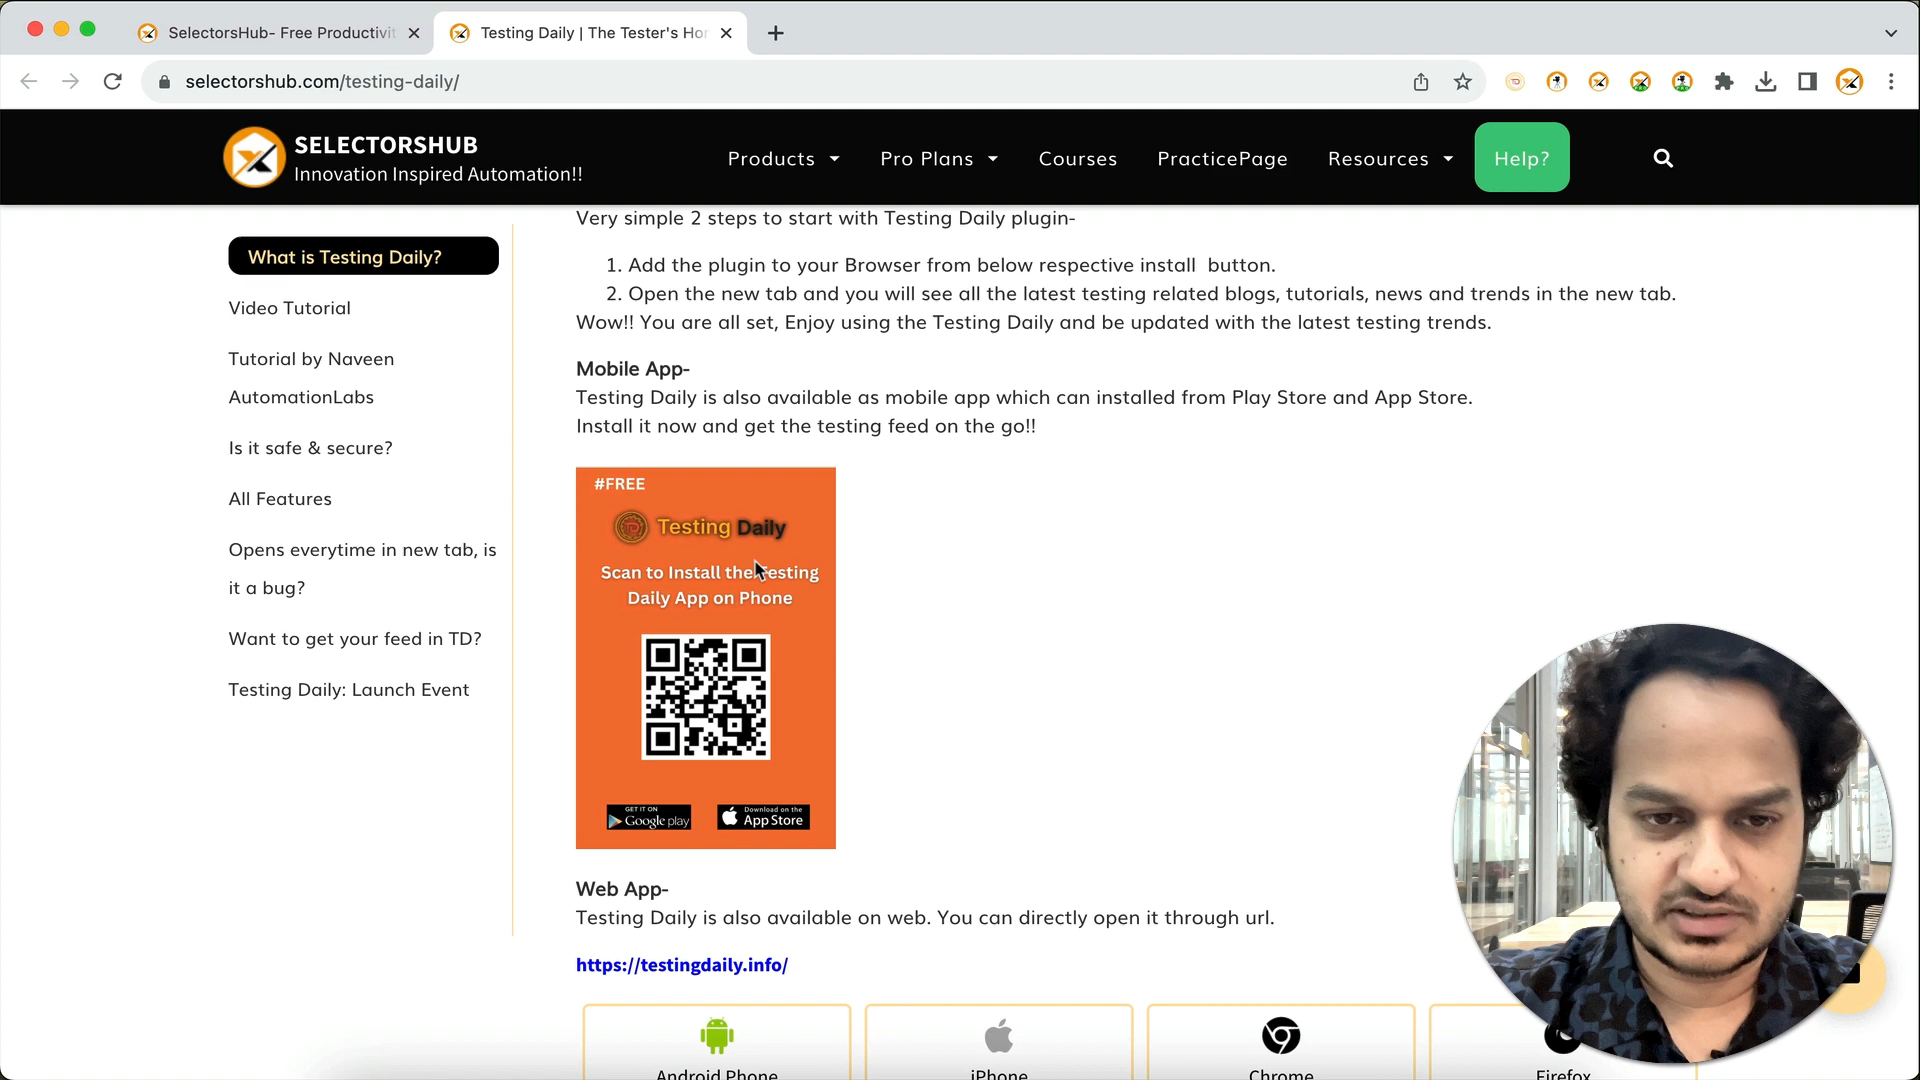 SelectorsHub- Free Productivit
Testing Daily | The Tester's Hor
selectorshub.com/testing-daily/
SELECTORSHUB
Innovation Inspired Automation!!
Products
Pro Plans
Courses
PracticePage
Resources
Help?
What is Testing Daily?
Video Tutorial
Tutorial by Naveen
AutomationLabs
Is it safe & secure?
All Features
Opens everytime in new tab, is
it a bug?
Want to get your feed in TD?
Testing Daily: Launch Event
Very simple 2 steps to start with Testing Daily plugin-
1. Add the plugin to your Browser from below respective install button.
2. Open the new tab and you will see all the latest testing related blogs, tutorials, news and trends in the new tab.
Wow!! You are all set, Enjoy using the Testing Daily and be updated with the latest testing trends.
Mobile App-
Testing Daily is also available as mobile app which can installed from Play Store and App Store.
Install it now and get the testing feed on the go!!
#FREE
Testing Daily
Scan to Install the Testing
Daily App on Phone
GET IT ON
Google play
Download on the
App Store
Web App-
Testing Daily is also available on web. You can directly open it through url.
https://testingdaily.info/
Android Phone
iPhone
Chrome
Firefox